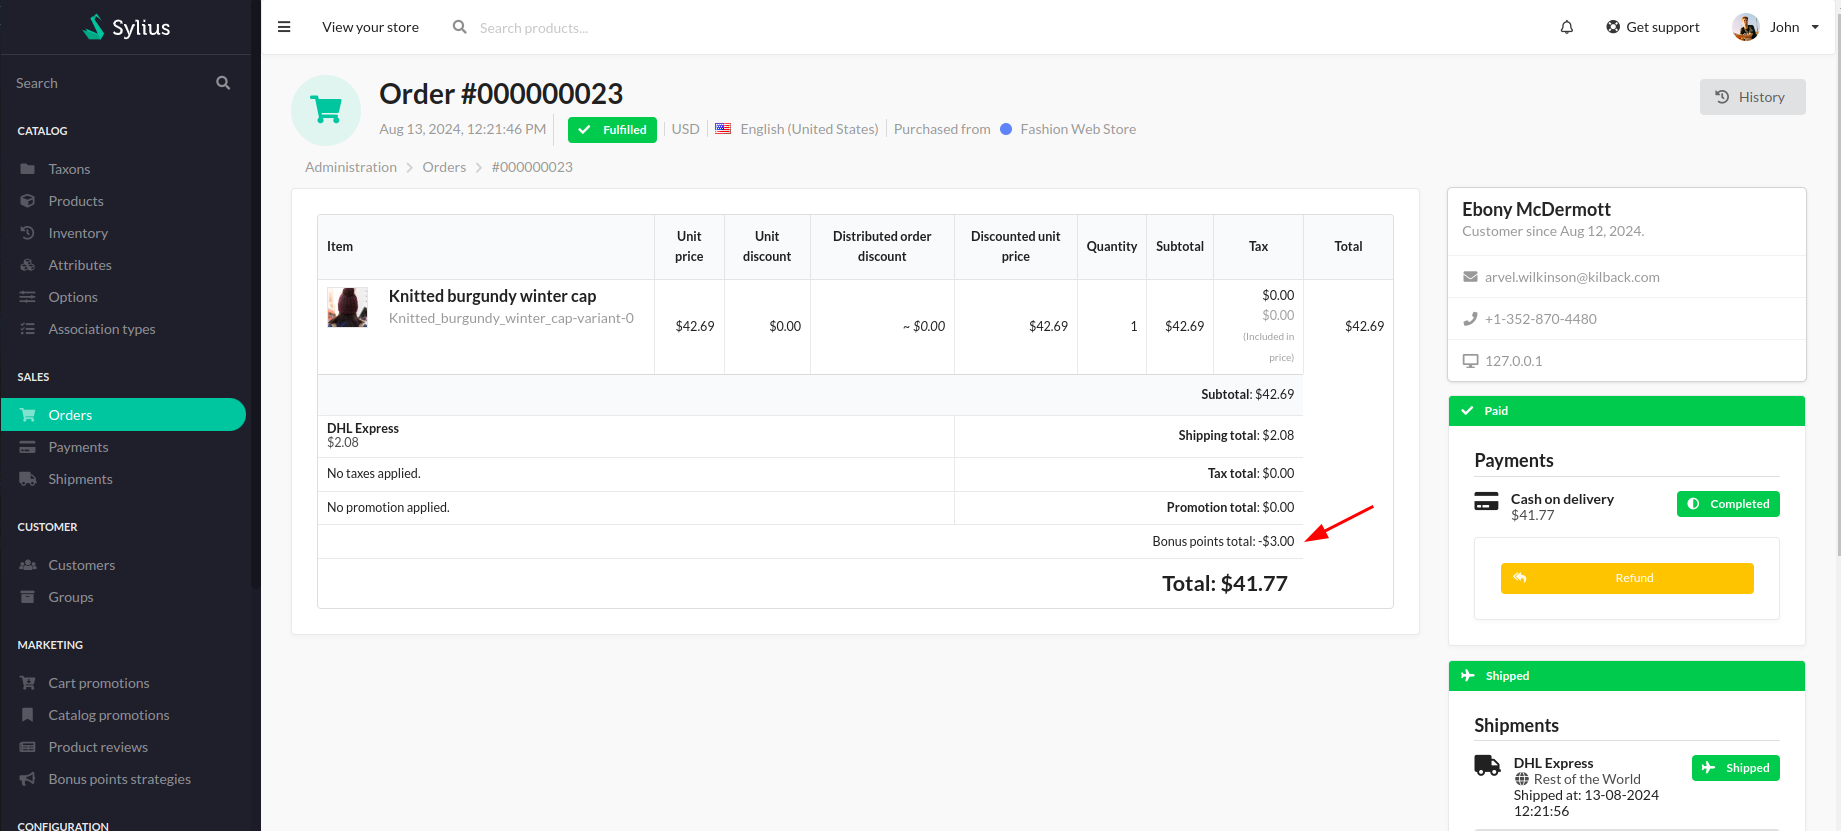 Sylius
View your store
Search products...
Get support
John
Search
CATALOG
Taxons
Products
Inventory
Attributes
Options
Association types
SALES
Orders
Payments
Shipments
CUSTOMER
Customers
Groups
MARKETING
Cart promotions
Catalog promotions
Product reviews
Bonus points strategies
CONFIGURATION
Order #000000023
Aug 13, 2024, 12:21:46 PM Fulfilled USD English (United States) Purchased from Fashion Web Store
History
Administration Orders #000000023
Item
Unit price
Unit discount
Distributed order discount
Discounted unit price
Quantity
Subtotal
Tax
Total
Knitted burgundy winter cap
Knitted_burgundy_winter_cap-variant-0
$42.69
$0.00
~ $0.00
$42.69
1
$42.69
$0.00
$0.00
(Included in
price)
$42.69
Subtotal: $42.69
DHL Express
$2.08
Shipping total: $2.08
No taxes applied.
Tax total: $0.00
No promotion applied.
Promotion total: $0.00
Bonus points total: -$3.00
Total: $41.77
Ebony McDermott
Customer since Aug 12, 2024.
arvel.wilkinson@kilback.com
+1-352-870-4480
127.0.0.1
Paid
Payments
Cash on delivery
$41.77
Completed
Refund
Shipped
Shipments
DHL Express
Rest of the World
Shipped at: 13-08-2024
12:21:56
Shipped